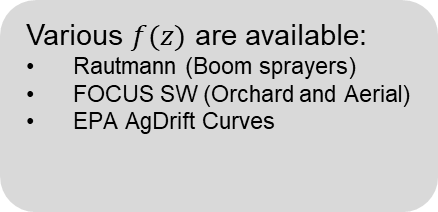 Various f(z) are available:
• Rautmann (Boom sprayers)
• FOCUS SW (Orchard and Aerial)
• EPA AgDrift Curves